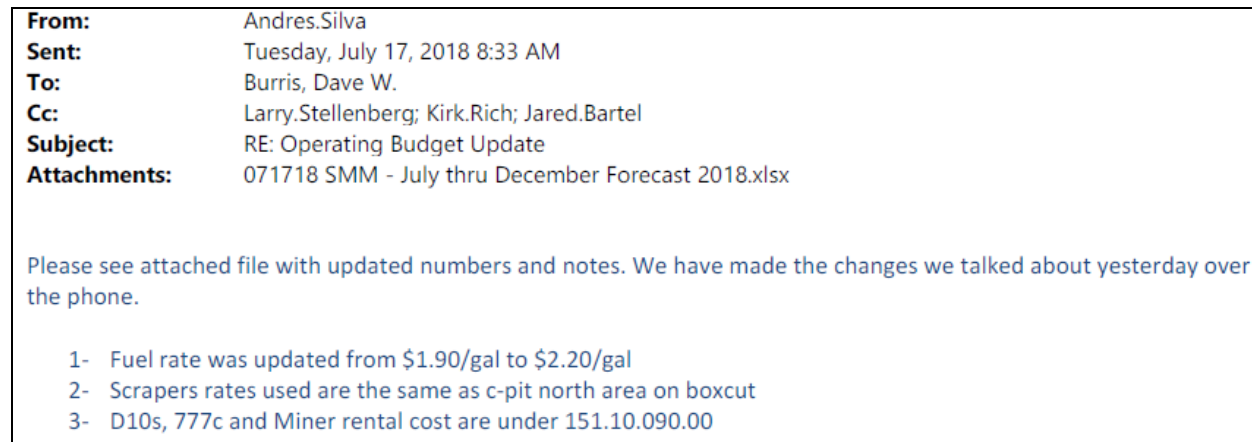 From: Andres.Silva
Sent: Tuesday, July 17, 2018 8:33 AM
To: Burris, Dave W.
Cc: Larry.Stellenberg; Kirk.Rich; Jared.Bartel
Subject: RE: Operating Budget Update
Attachments: 071718 SMM - July thru December Forecast 2018.xlsx
Please see attached file with updated numbers and notes. We have made the changes we talked about yesterday over
the phone.
1- Fuel rate was updated from $1.90/gal to $2.20/gal
2- Scrapers rates used are the same as c-pit north area on boxcut
3- D10s, 777c and Miner rental cost are under 151.10.090.00